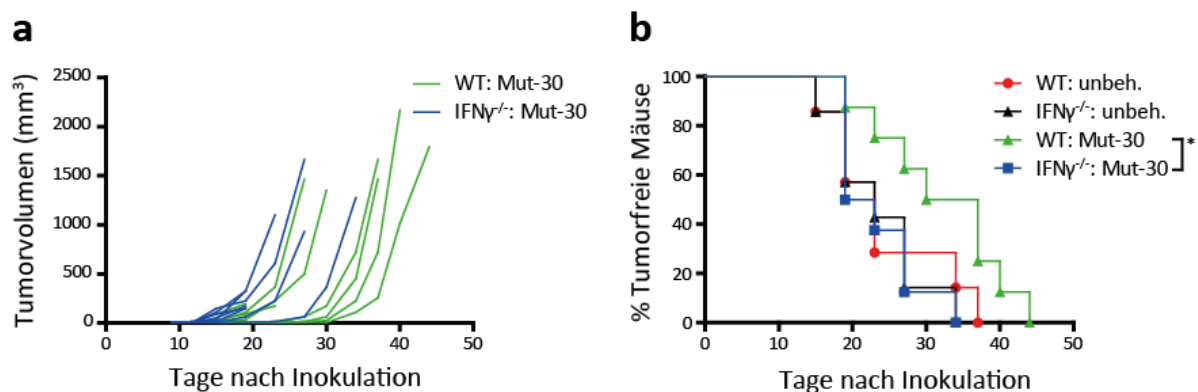 a
Tumorvolumen (mm³)
2500
2000
1500
1000
500
0
0 10 20 30 40 50
Tage nach Inokulation
WT: Mut-30
IFNγ⁻/⁻: Mut-30
b
% Tumorfreie Mäuse
100
80
60
40
20
0
0 10 20 30 40 50
Tage nach Inokulation
WT: unbeh.
IFNγ⁻/⁻: unbeh.
WT: Mut-30
IFNγ⁻/⁻: Mut-30
*